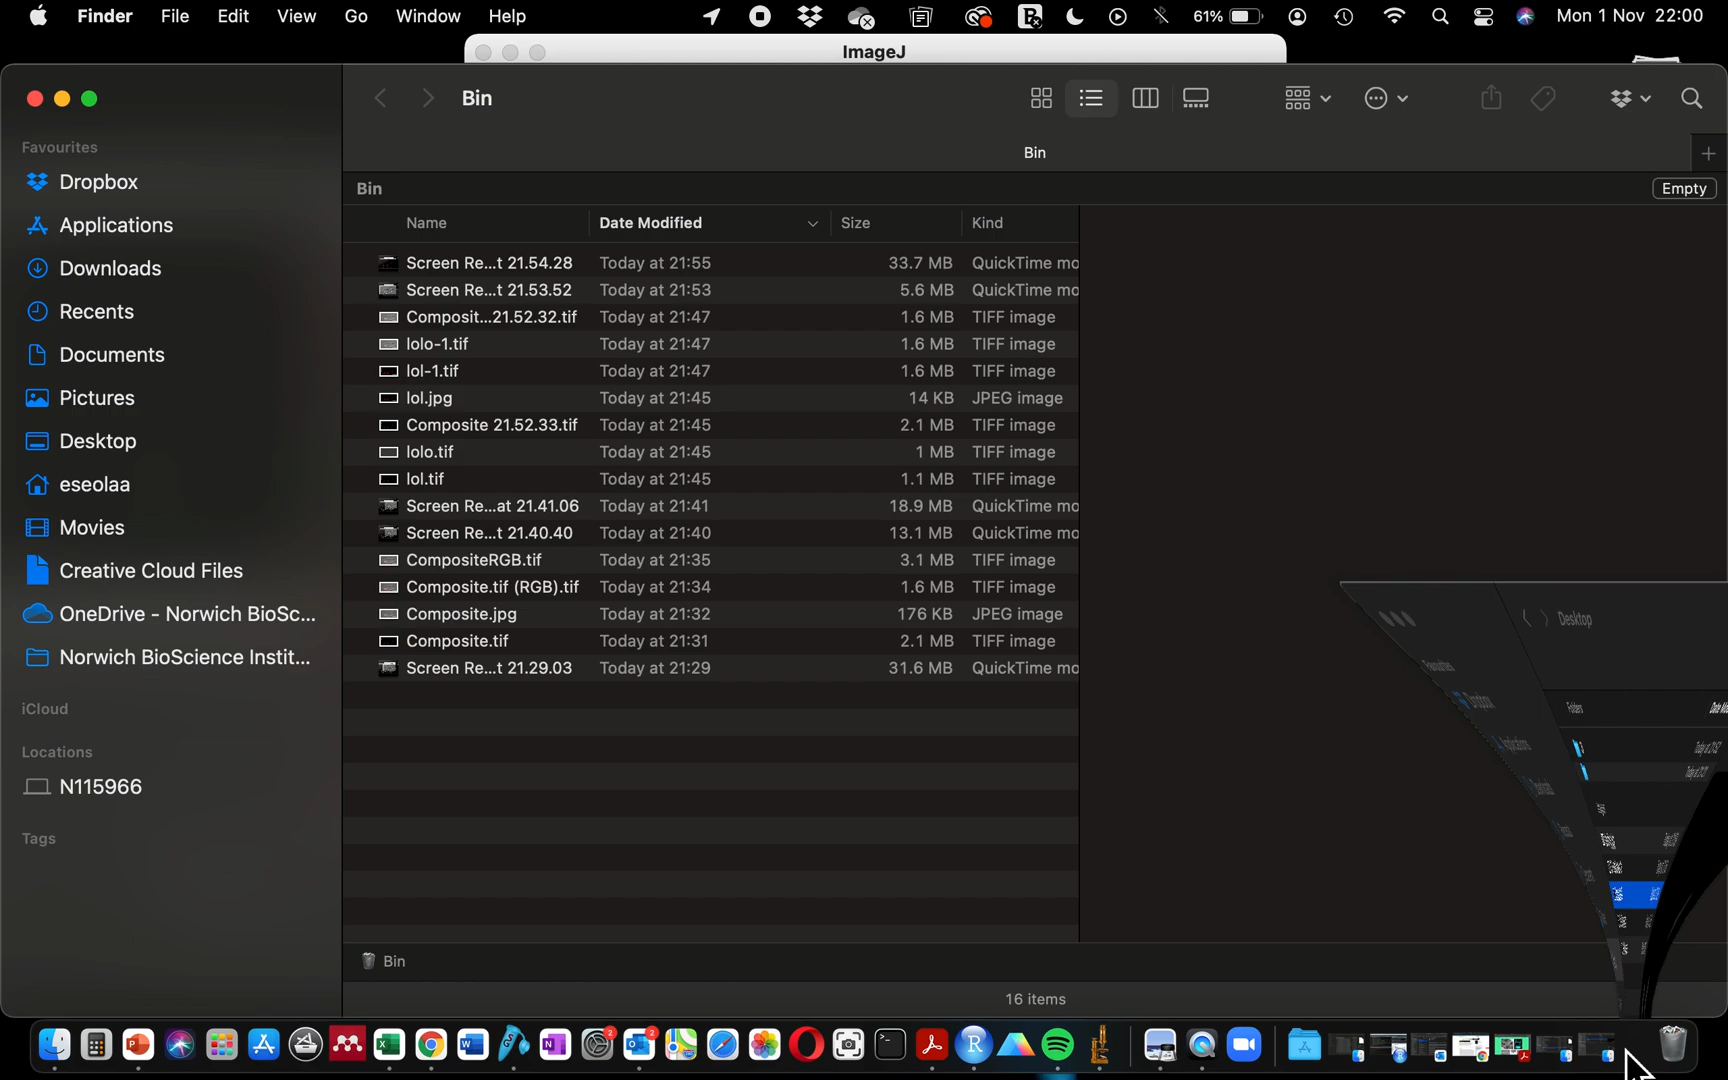 Finder File Edit View Go Window Help 61% Mon 1 Nov 22:00
ImageJ
Bin
Bin
Bin
Empty
Favourites
Dropbox
Applications
Downloads
Recents
Documents
Pictures
Desktop
eseolaa
Movies
Creative Cloud Files
OneDrive - Norwich BioSc...
Norwich BioScience Instit...
iCloud
Locations
N115966
Tags
Name Date Modified Size Kind
Screen Re...t 21.54.28 Today at 21:55 33.7 MB QuickTime mo
Screen Re...t 21.53.52 Today at 21:53 5.6 MB QuickTime mo
Composit...21.52.32.tif Today at 21:47 1.6 MB TIFF image
lolo-1.tif Today at 21:47 1.6 MB TIFF image
lol-1.tif Today at 21:47 1.6 MB TIFF image
lol.jpg Today at 21:45 14 KB JPEG image
Composite 21.52.33.tif Today at 21:45 2.1 MB TIFF image
lolo.tif Today at 21:45 1 MB TIFF image
lol.tif Today at 21:45 1.1 MB TIFF image
Screen Re...at 21.41.06 Today at 21:41 18.9 MB QuickTime mo
Screen Re...t 21.40.40 Today at 21:40 13.1 MB QuickTime mo
CompositeRGB.tif Today at 21:35 3.1 MB TIFF image
Composite.tif (RGB).tif Today at 21:34 1.6 MB TIFF image
Composite.jpg Today at 21:32 176 KB JPEG image
Composite.tif Today at 21:31 2.1 MB TIFF image
Screen Re...t 21.29.03 Today at 21:29 31.6 MB QuickTime mo
Desktop
Favourites
Dropbox
Applications
Folders
Bin
16 items
2
2